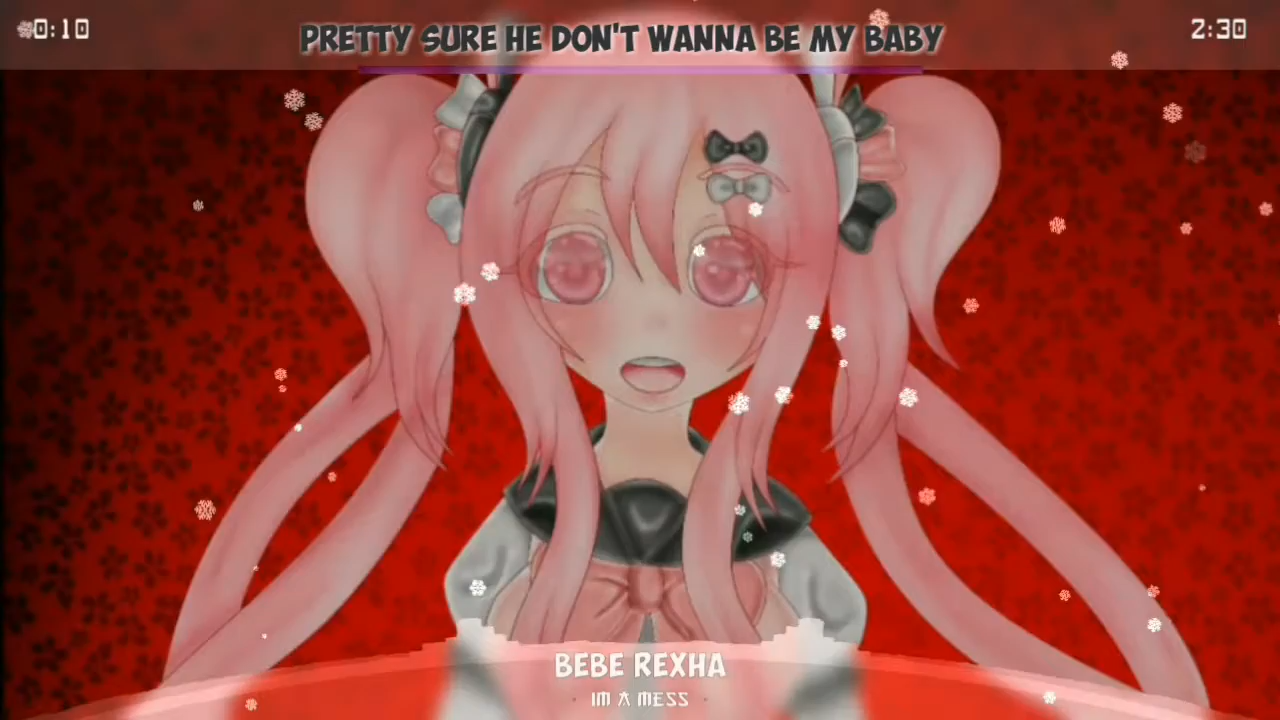 0:10
PRETTY SURE HE DON'T WANNA BE MY BABY
2:30
BEBE REXHA
· IM A MESS ·